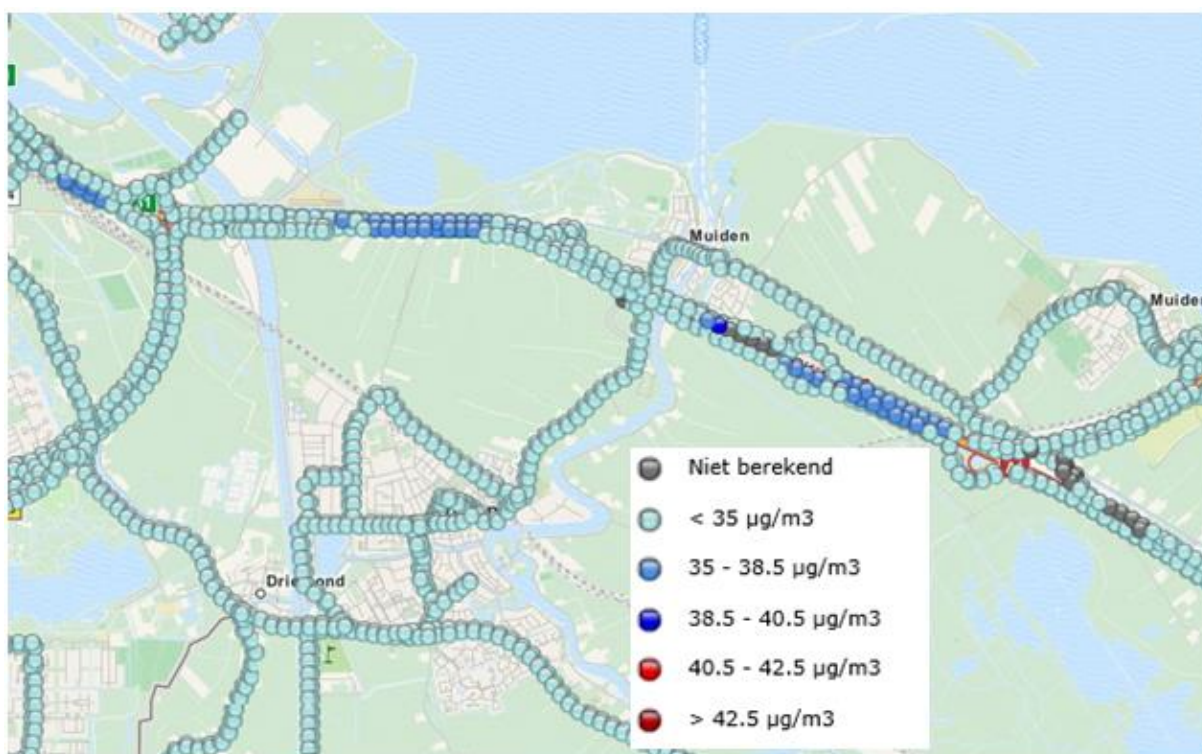 Muiden
Muiden
Niet berekend
< 35 µg/m3
35 - 38.5 µg/m3
38.5 - 40.5 µg/m3
40.5 - 42.5 µg/m3
> 42.5 µg/m3